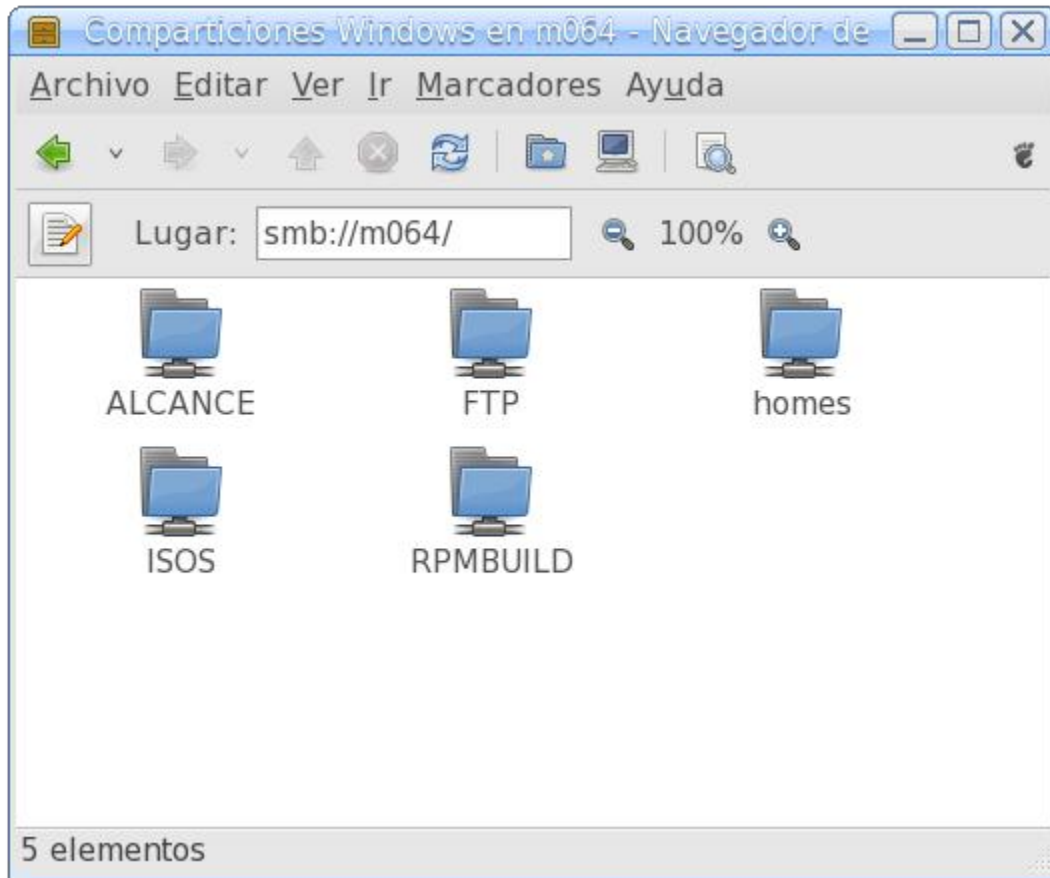 Comparticiones Windows en m064 - Navegador de
Archivo Editar Ver Ir Marcadores Ayuda
Lugar: smb://m064/ 100%
ALCANCE FTP homes
ISOS RPMBUILD
5 elementos